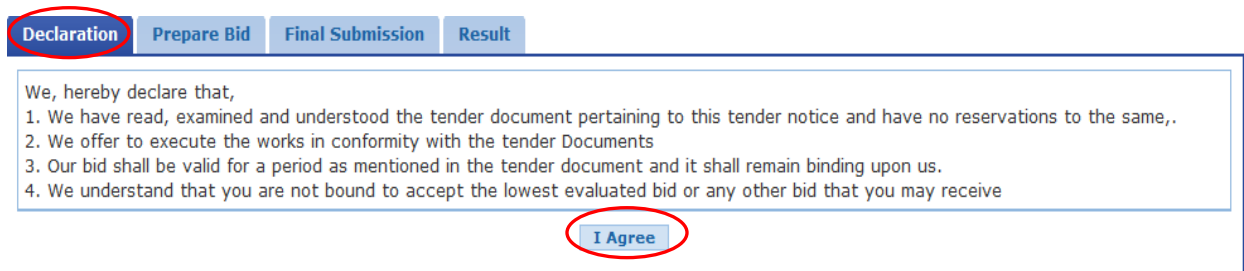 Declaration Prepare Bid Final Submission Result
We, hereby declare that,
1. We have read, examined and understood the tender document pertaining to this tender notice and have no reservations to the same,.
2. We offer to execute the works in conformity with the tender Documents
3. Our bid shall be valid for a period as mentioned in the tender document and it shall remain binding upon us.
4. We understand that you are not bound to accept the lowest evaluated bid or any other bid that you may receive
I Agree